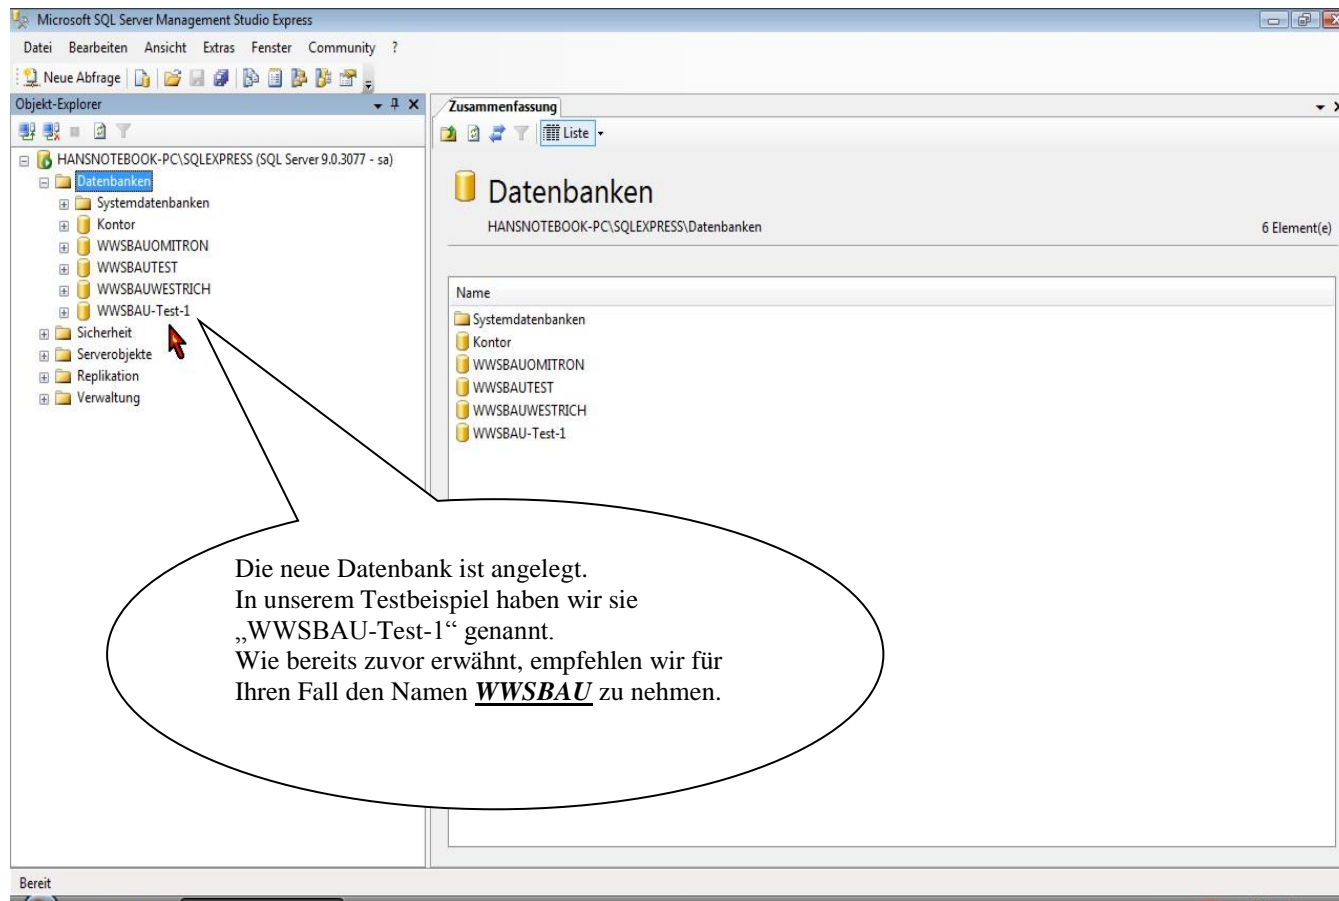 Microsoft SQL Server Management Studio Express
Datei Bearbeiten Ansicht Extras Fenster Community ?
Neue Abfrage
Objekt-Explorer
HANSNOTEBOOK-PC\SQLEXPRESS (SQL Server 9.0.3077 - sa)
Datenbanken
Systemdatenbanken
Kontor
WWSBAUOMITRON
WWSBAUTEST
WWSBAUWESTRICH
WWSBAU-Test-1
Sicherheit
Serverobjekte
Replikation
Verwaltung
Zusammenfassung
Liste
Datenbanken
HANSNOTEBOOK-PC\SQLEXPRESS\Datenbanken
6 Element(e)
Name
Systemdatenbanken
Kontor
WWSBAUOMITRON
WWSBAUTEST
WWSBAUWESTRICH
WWSBAU-Test-1
Die neue Datenbank ist angelegt.
In unserem Testbeispiel haben wir sie
„WWSBAU-Test-1“ genannt.
Wie bereits zuvor erwähnt, empfehlen wir für
Ihren Fall den Namen WWSBAU zu nehmen.
Bereit